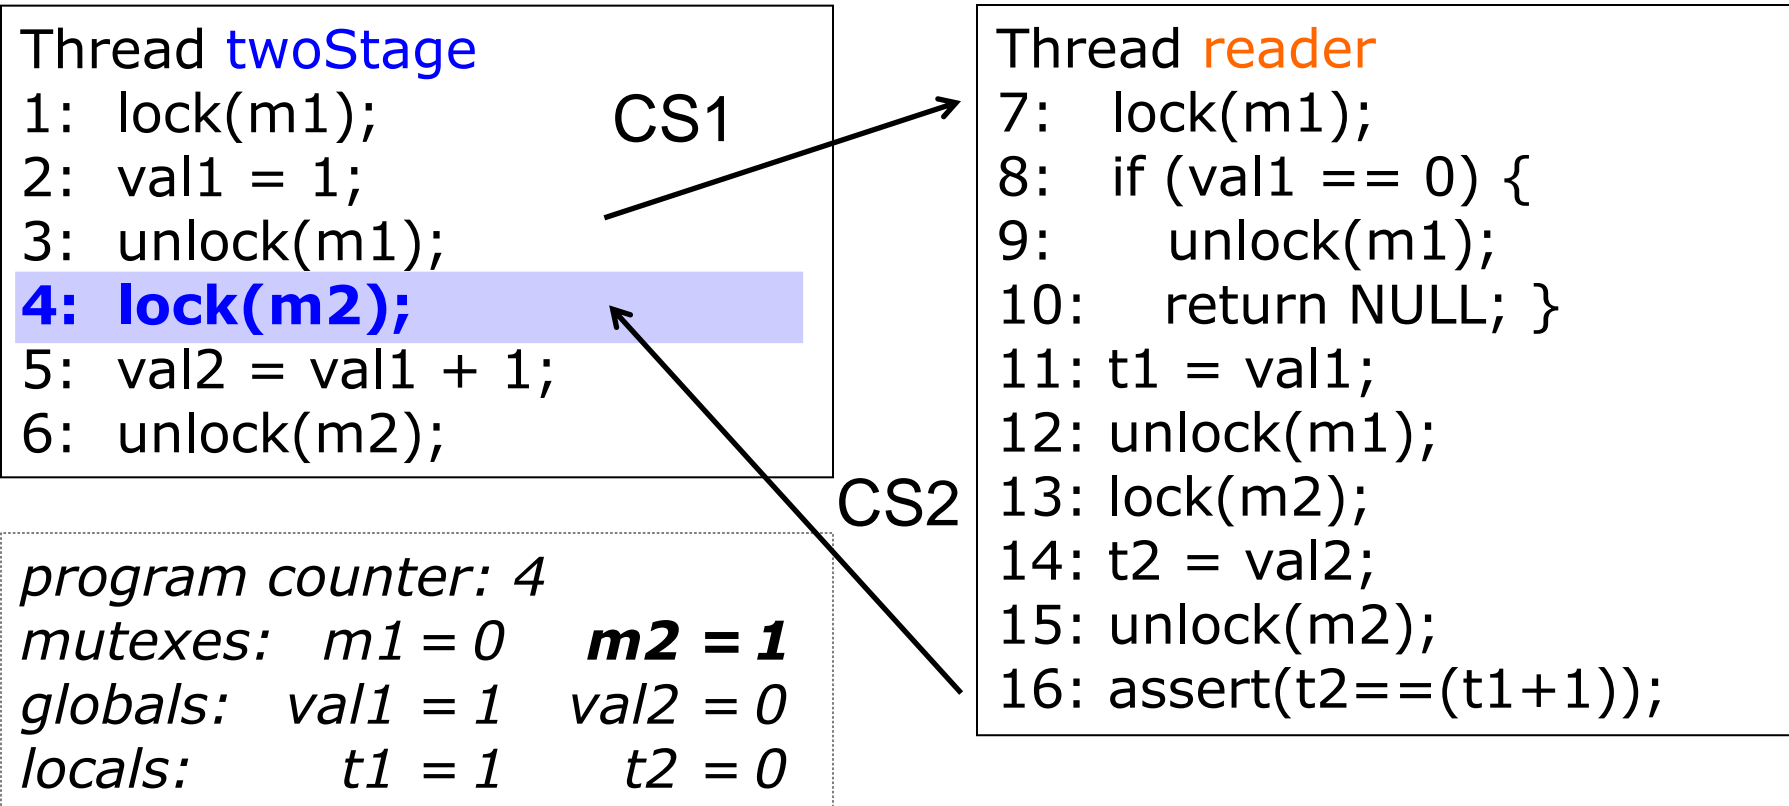 Thread twoStage
1: lock(m1);
2: val1 = 1;
3: unlock(m1);
4: lock(m2);
5: val2 = val1 + 1;
6: unlock(m2);
CS1
CS2
Thread reader
7: lock(m1);
8: if (val1 == 0) {
9: unlock(m1);
10: return NULL; }
11: t1 = val1;
12: unlock(m1);
13: lock(m2);
14: t2 = val2;
15: unlock(m2);
16: assert(t2==(t1+1));
program counter: 4
mutexes: m1 = 0 m2 = 1
globals: val1 = 1 val2 = 0
locals: t1 = 1 t2 = 0